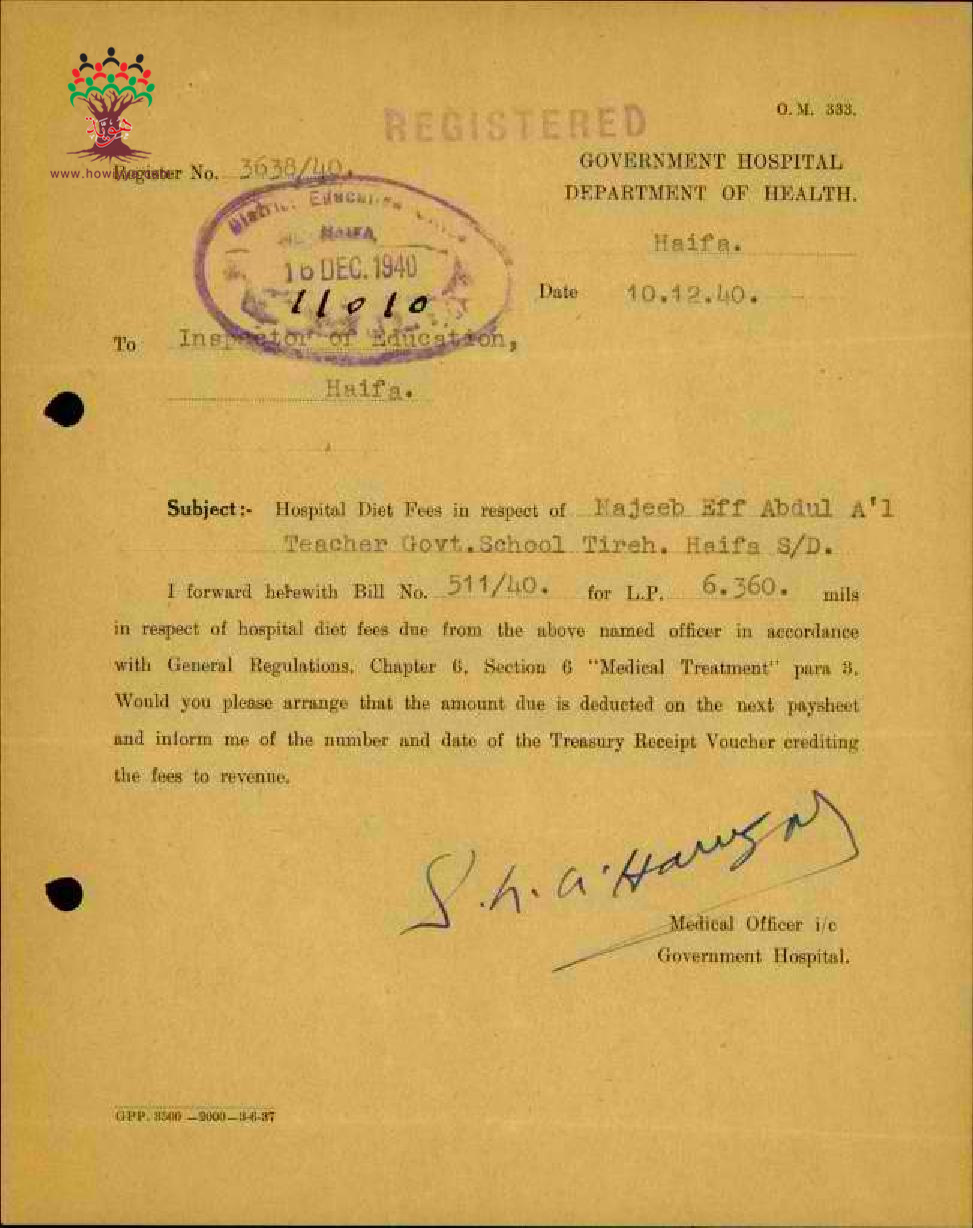 REGISTERED
O. M. 333.
Register No. 3638/40.
www.how
GOVERNMENT HOSPITAL
DEPARTMENT OF HEALTH.
Haifa.
District Education Office
HAIFA
16 DEC. 1940
11010
Date 10.12.40.
To Inspector of Education,
Haifa.
Subject:- Hospital Diet Fees in respect of Najeeb Eff Abdul A'l
Teacher Govt.School Tireh. Haifa S/D.
I forward herewith Bill No. 511/40. for L.P. 6.360. mils
in respect of hospital diet fees due from the above named officer in accordance
with General Regulations, Chapter 6, Section 6 "Medical Treatment" para 3.
Would you please arrange that the amount due is deducted on the next paysheet
and inform me of the number and date of the Treasury Receipt Voucher crediting
the fees to revenue.
Medical Officer i/c
Government Hospital.
GPP. 3500 —2000—3-6-37